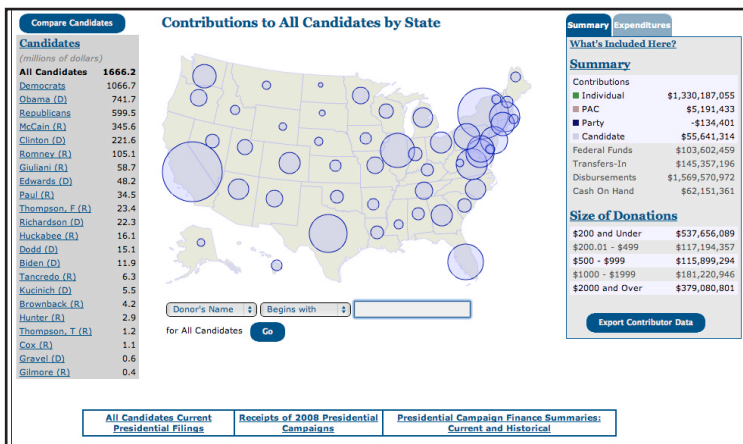 Compare Candidates
Contributions to All Candidates by State
Candidates
(millions of dollars)
All Candidates 1666.2
Democrats 1066.7
Obama (D) 741.7
Republicans 599.5
McCain (R) 345.6
Clinton (D) 221.6
Romney (R) 105.1
Giuliani (R) 58.7
Edwards (D) 48.2
Paul (R) 34.5
Thompson, F (R) 23.4
Richardson (D) 22.3
Huckabee (R) 16.1
Dodd (D) 15.1
Biden (D) 11.9
Tancredo (R) 6.3
Kucinich (D) 5.5
Brownback (R) 4.2
Hunter (R) 2.9
Thompson, T (R) 1.2
Cox (R) 1.1
Gravel (D) 0.6
Gilmore (R) 0.4
Donor's Name Begins with
for All Candidates Go
Summary Expenditures
What's Included Here?
Summary
Contributions
Individual $1,330,187,055
PAC $5,191,433
Party -$134,401
Candidate $55,641,314
Federal Funds $103,602,459
Transfers-In $145,357,196
Disbursements $1,569,570,972
Cash On Hand $62,151,361
Size of Donations
$200 and Under $537,656,089
$200.01 - $499 $117,194,357
$500 - $999 $115,899,294
$1000 - $1999 $181,220,946
$2000 and Over $379,080,801
Export Contributor Data
All Candidates Current
Presidential Filings
Receipts of 2008 Presidential
Campaigns
Presidential Campaign Finance Summaries:
Current and Historical